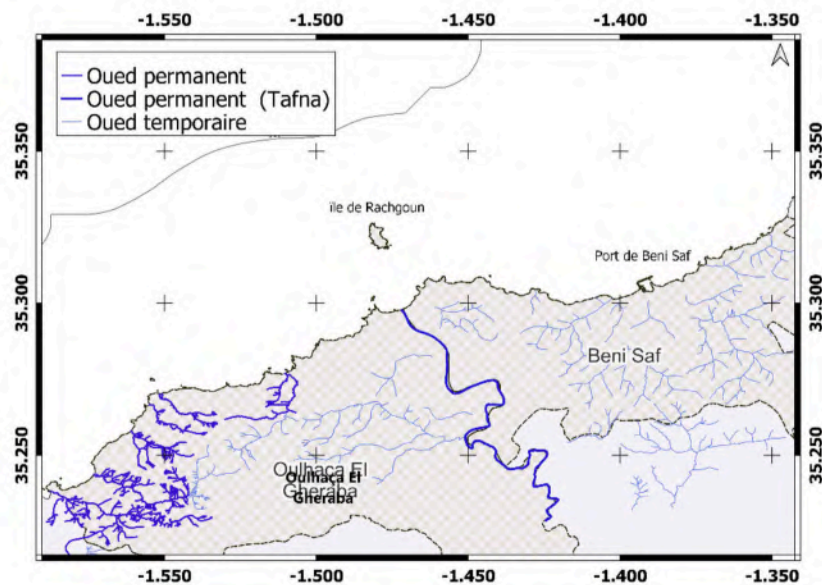 -1.550 -1.500 -1.450 -1.400 -1.350
Oued permanent
Oued permanent (Tafna)
Oued temporaire
35.350 35.350
île de Rachgoun
Port de Beni Saf
35.300 35.300
Beni Saf
35.250 35.250
Oulhaça El
Gheraba
Oulhaça El
Gheraba
-1.550 -1.500 -1.450 -1.400 -1.350